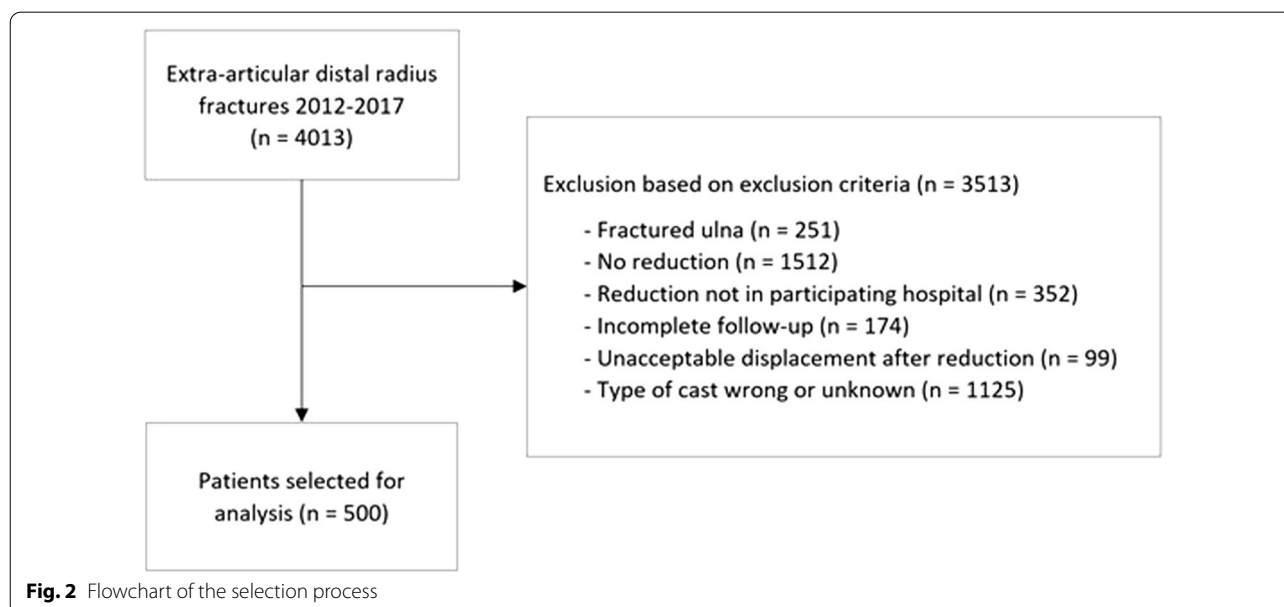 Extra-articular distal radius
fractures 2012-2017
(n = 4013)
Exclusion based on exclusion criteria (n = 3513)
- Fractured ulna (n = 251)
- No reduction (n = 1512)
- Reduction not in participating hospital (n = 352)
- Incomplete follow-up (n = 174)
- Unacceptable displacement after reduction (n = 99)
- Type of cast wrong or unknown (n = 1125)
Patients selected for
analysis (n = 500)
Fig. 2 Flowchart of the selection process